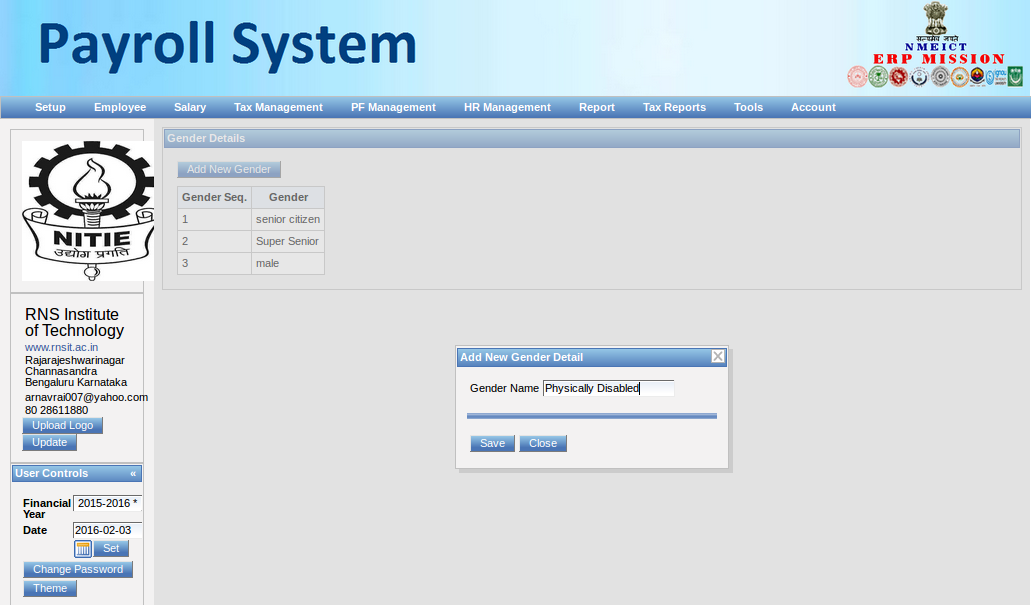 Payroll System
सत्यमेव जयते
NMEICT
ERP MISSION
Setup Employee Salary Tax Management PF Management HR Management Report Tax Reports Tools Account
NITIE
उद्योग प्रगति
RNS Institute
of Technology
www.rnsit.ac.in
Rajarajeshwarinagar
Channasandra
Bengaluru Karnataka
arnavrai007@yahoo.com
80 28611880
Upload Logo
Update
User Controls «
Financial Year 2015-2016 *
Date 2016-02-03
Set
Change Password
Theme
Gender Details
Add New Gender
Gender Seq. Gender
1 senior citizen
2 Super Senior
3 male
Add New Gender Detail
Gender Name Physically Disabled
Save Close